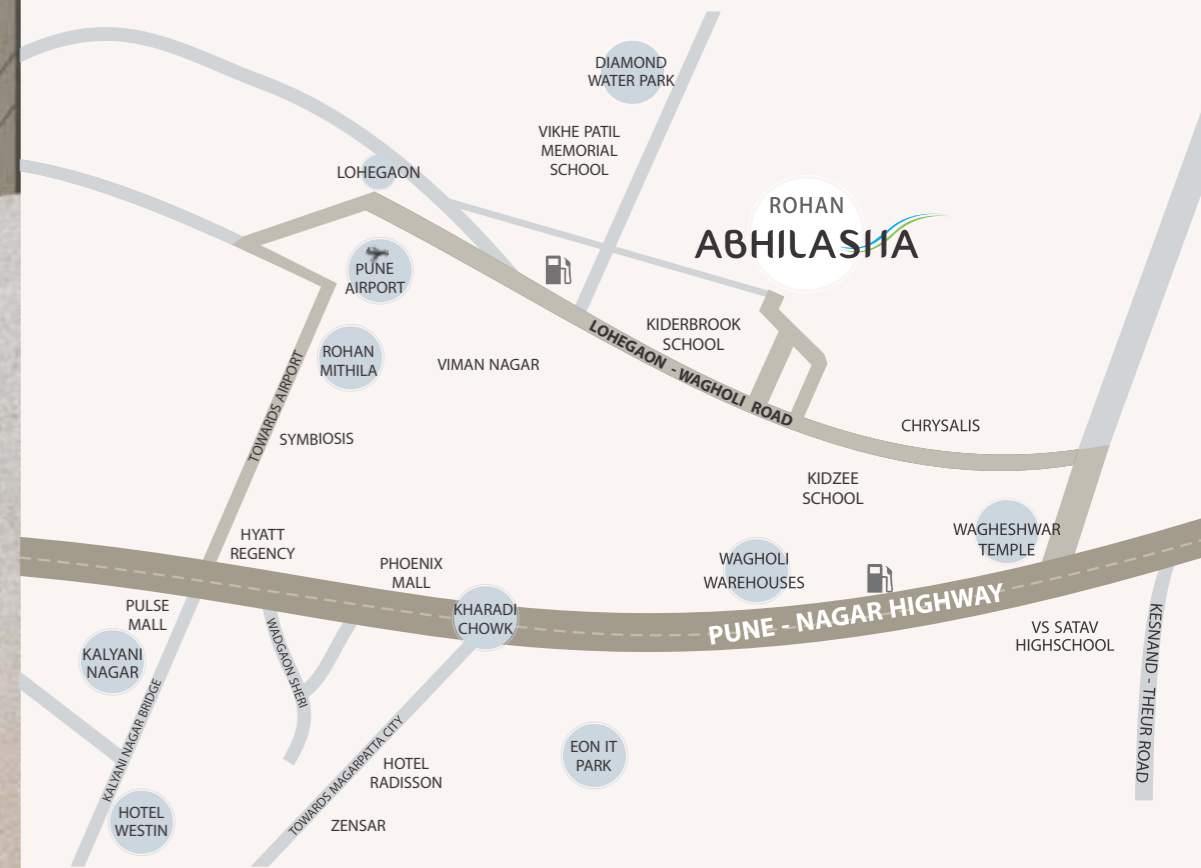 DIAMOND
WATER PARK
VIKHE PATIL
MEMORIAL
SCHOOL
LOHEGAON
ROHAN
ABHILASHA
PUNE
AIRPORT
KIDERBROOK
SCHOOL
LOHEGAON - WAGHOLI ROAD
ROHAN
MITHILA
VIMAN NAGAR
TOWARDS AIRPORT
SYMBIOSIS
CHRYSALIS
KIDZEE
SCHOOL
HYATT
REGENCY
WAGHESHWAR
TEMPLE
PHOENIX
MALL
WAGHOLI
WAREHOUSES
PULSE
MALL
KHARADI
CHOWK
PUNE - NAGAR HIGHWAY
VS SATAV
HIGHSCHOOL
KALYANI
NAGAR
WADGAON SHERI
KESNAND - THEUR ROAD
KALYANI NAGAR BRIDGE
TOWARDS MAGARPATTA CITY
EON IT
PARK
HOTEL
RADISSON
HOTEL
WESTIN
ZENSAR